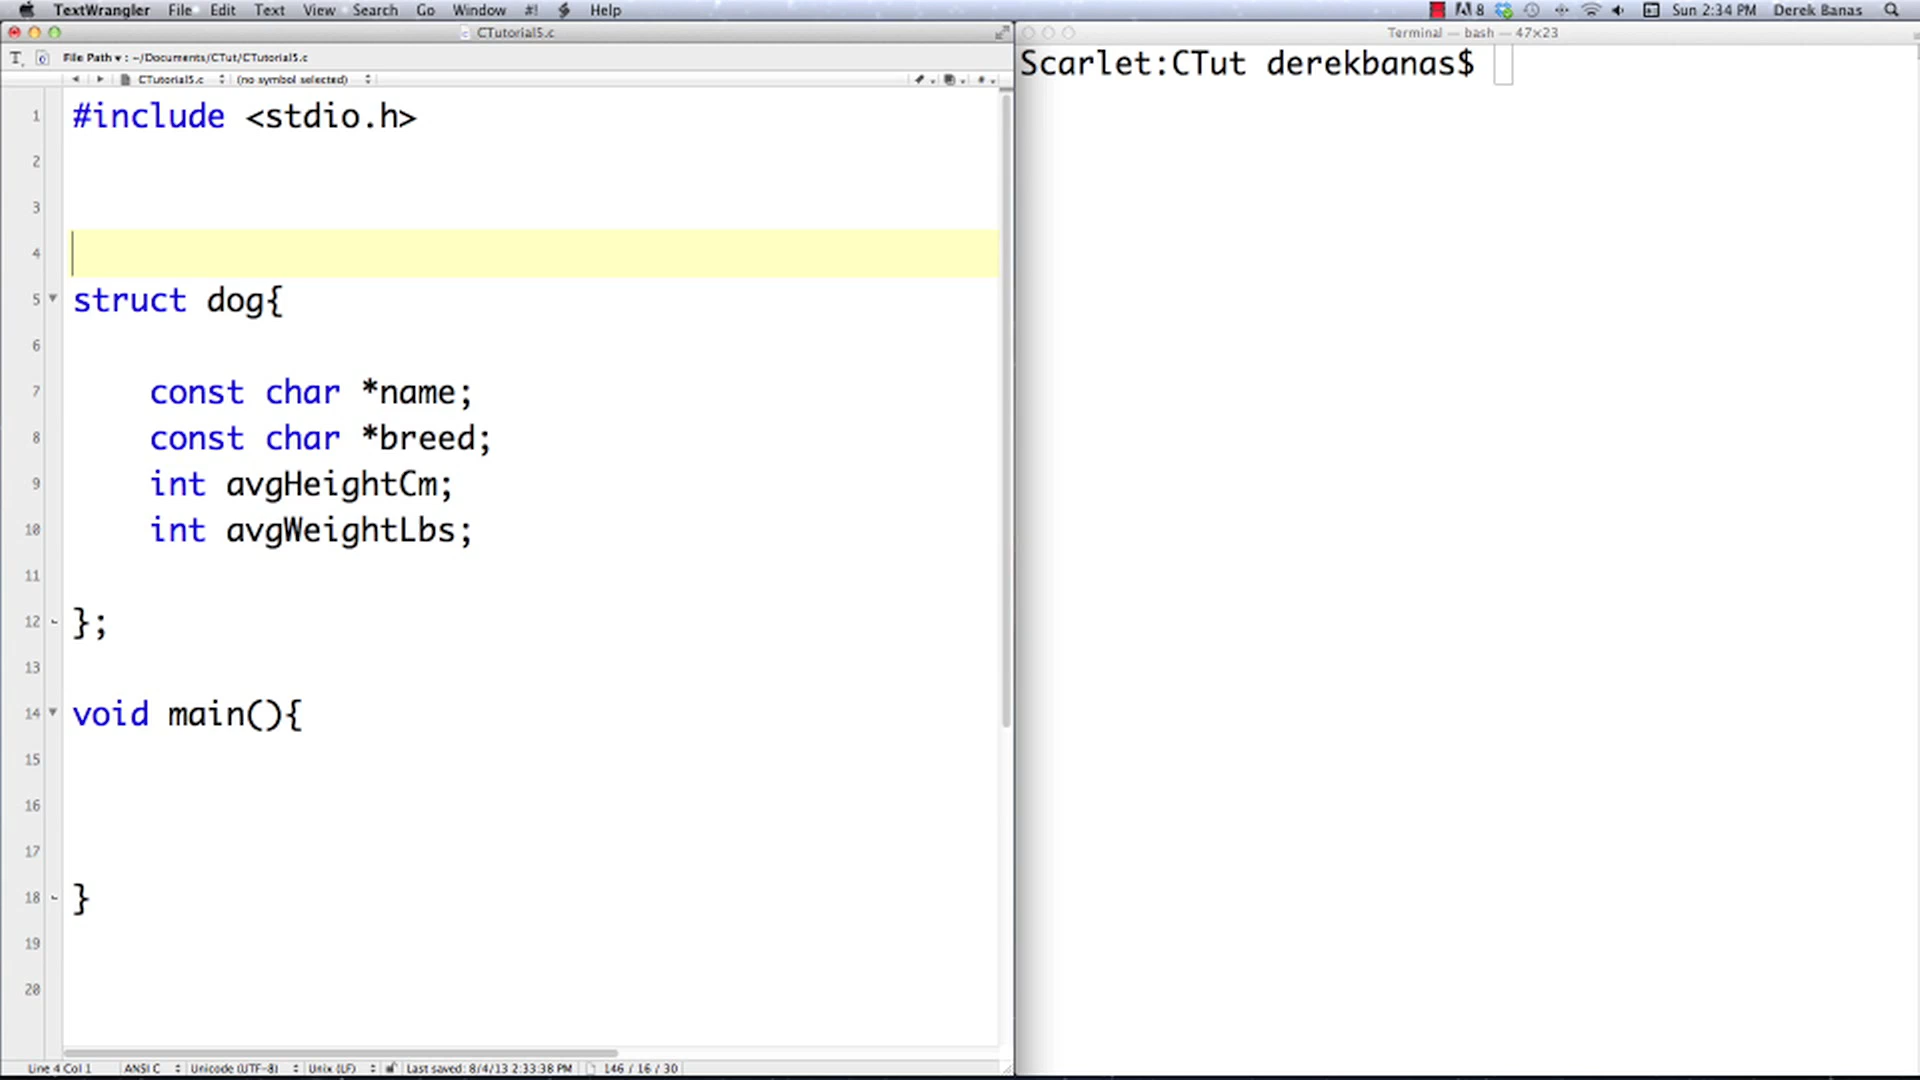 TextWrangler File Edit Text View Search Go Window #! Help 8 Sun 2:34 PM Derek Banas
CTutorial5.c
File Path ▾ : ~/Documents/CTut/CTutorial5.c
CTutorial5.c (no symbol selected)
1 #include <stdio.h>
2
3
4
5 struct dog{
6
7 const char *name;
8 const char *breed;
9 int avgHeightCm;
10 int avgWeightLbs;
11
12 };
13
14 void main(){
15
16
17
18 }
19
20
Line 4 Col 1 ANSI C Unicode (UTF-8) Unix (LF) Last saved: 8/4/13 2:33:38 PM 146 / 16 / 30
Terminal — bash — 47×23
Scarlet:CTut derekbanas$